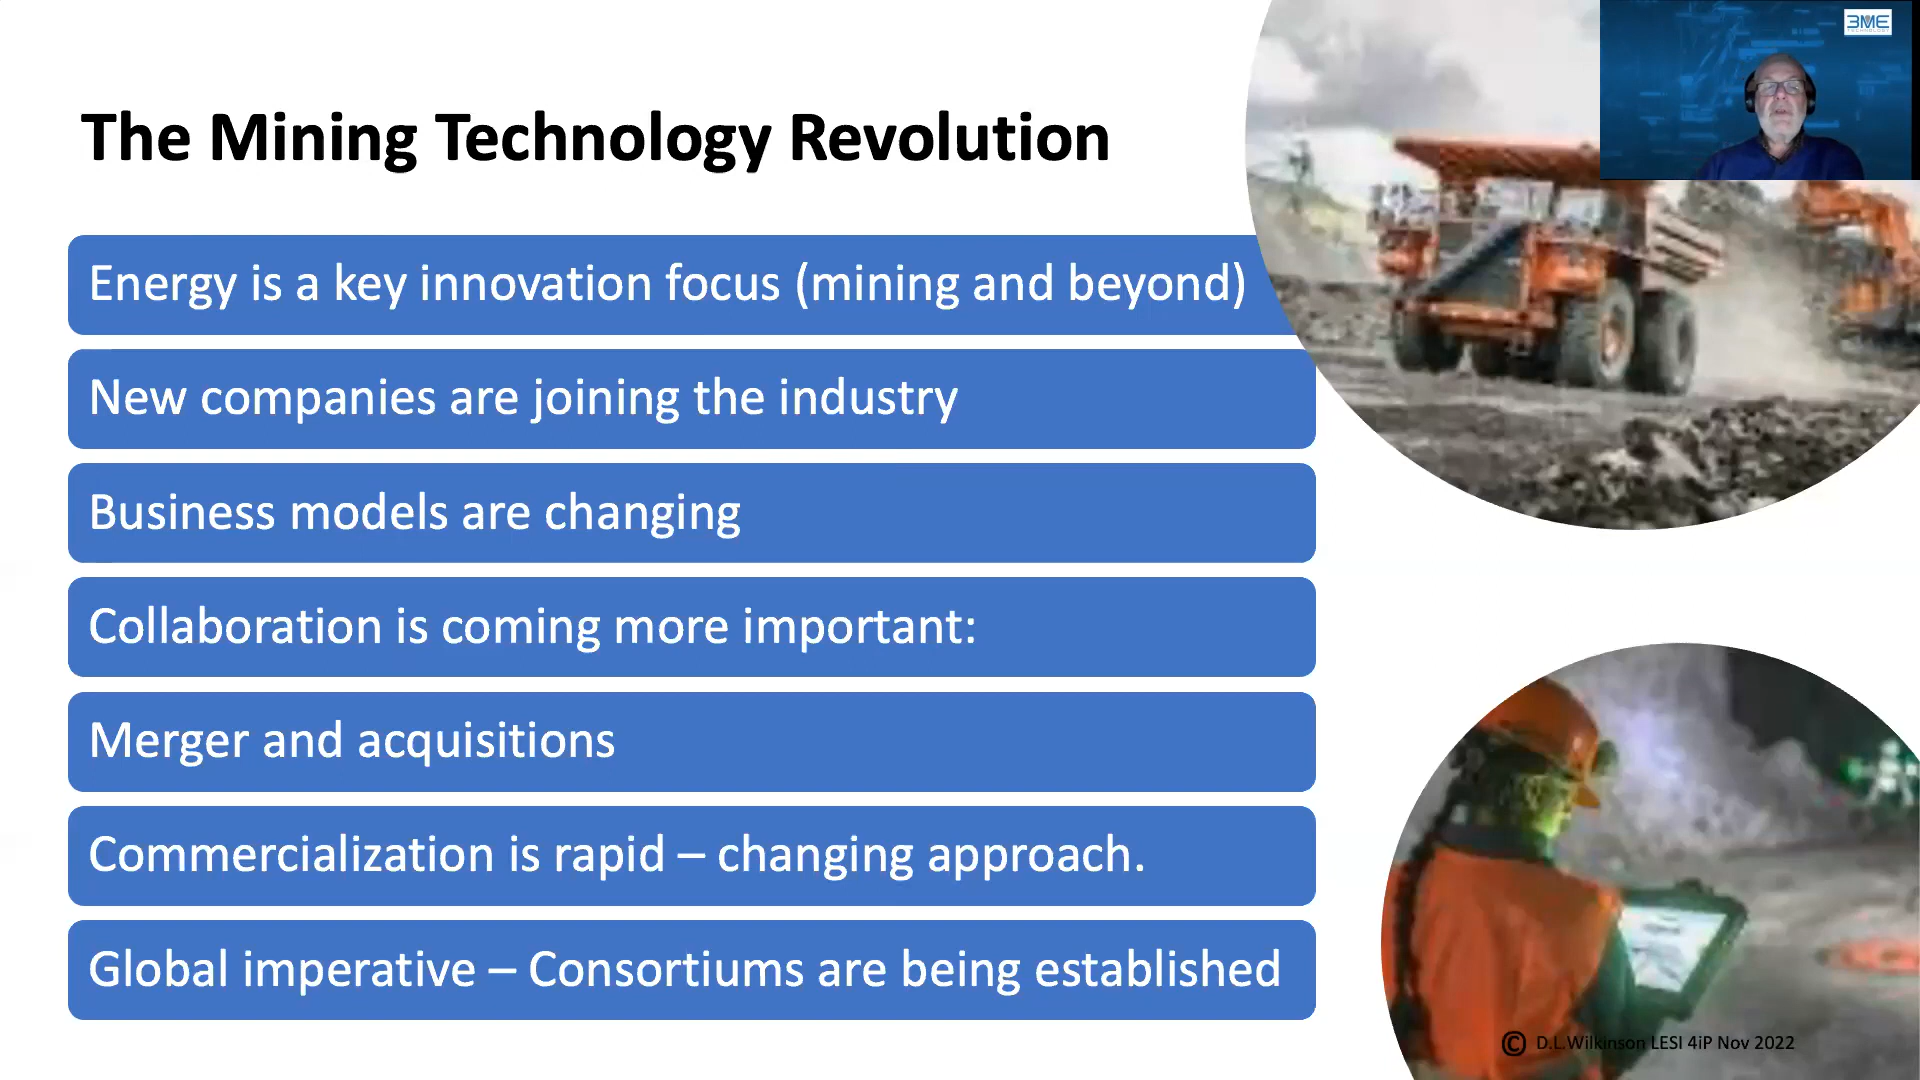 3ME
TECHNOLOGY
The Mining Technology Revolution
Energy is a key innovation focus (mining and beyond)
New companies are joining the industry
Business models are changing
Collaboration is coming more important:
Merger and acquisitions
Commercialization is rapid – changing approach.
Global imperative – Consortiums are being established
© D.L.Wilkinson LESI 4iP Nov 2022